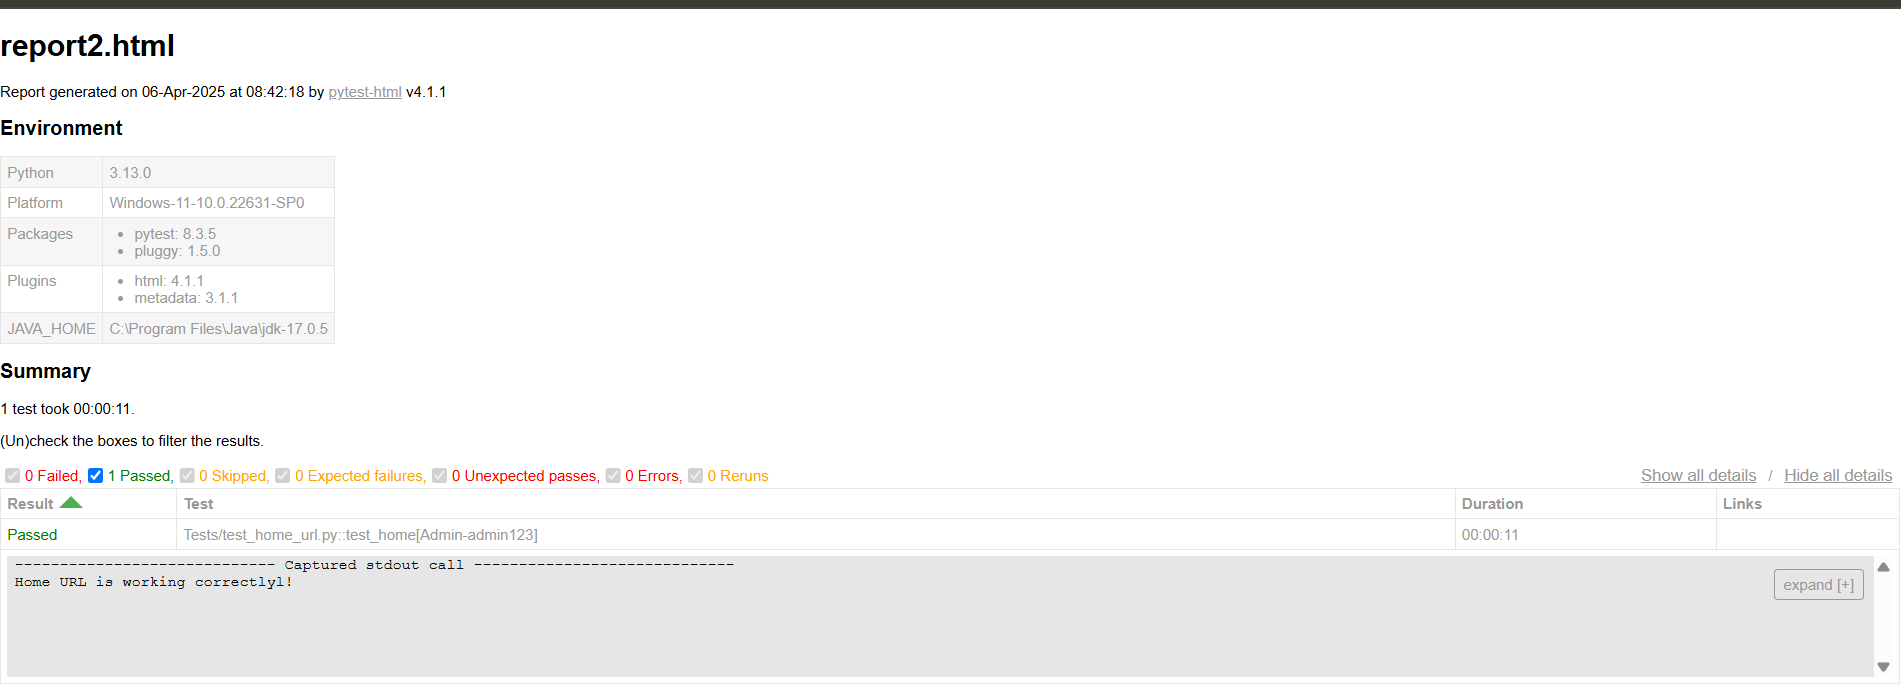 report2.html
Report generated on 06-Apr-2025 at 08:42:18 by pytest-html v4.1.1
Environment
Python 3.13.0
Platform Windows-11-10.0.22631-SP0
Packages • pytest: 8.3.5
• pluggy: 1.5.0
Plugins • html: 4.1.1
• metadata: 3.1.1
JAVA_HOME C:\Program Files\Java\jdk-17.0.5
Summary
1 test took 00:00:11.
(Un)check the boxes to filter the results.
0 Failed, 1 Passed, 0 Skipped, 0 Expected failures, 0 Unexpected passes, 0 Errors, 0 Reruns Show all details / Hide all details
Result Test Duration Links
Passed Tests/test_home_url.py::test_home[Admin-admin123] 00:00:11
----------------------------- Captured stdout call -----------------------------
Home URL is working correctlyl!
expand [+]